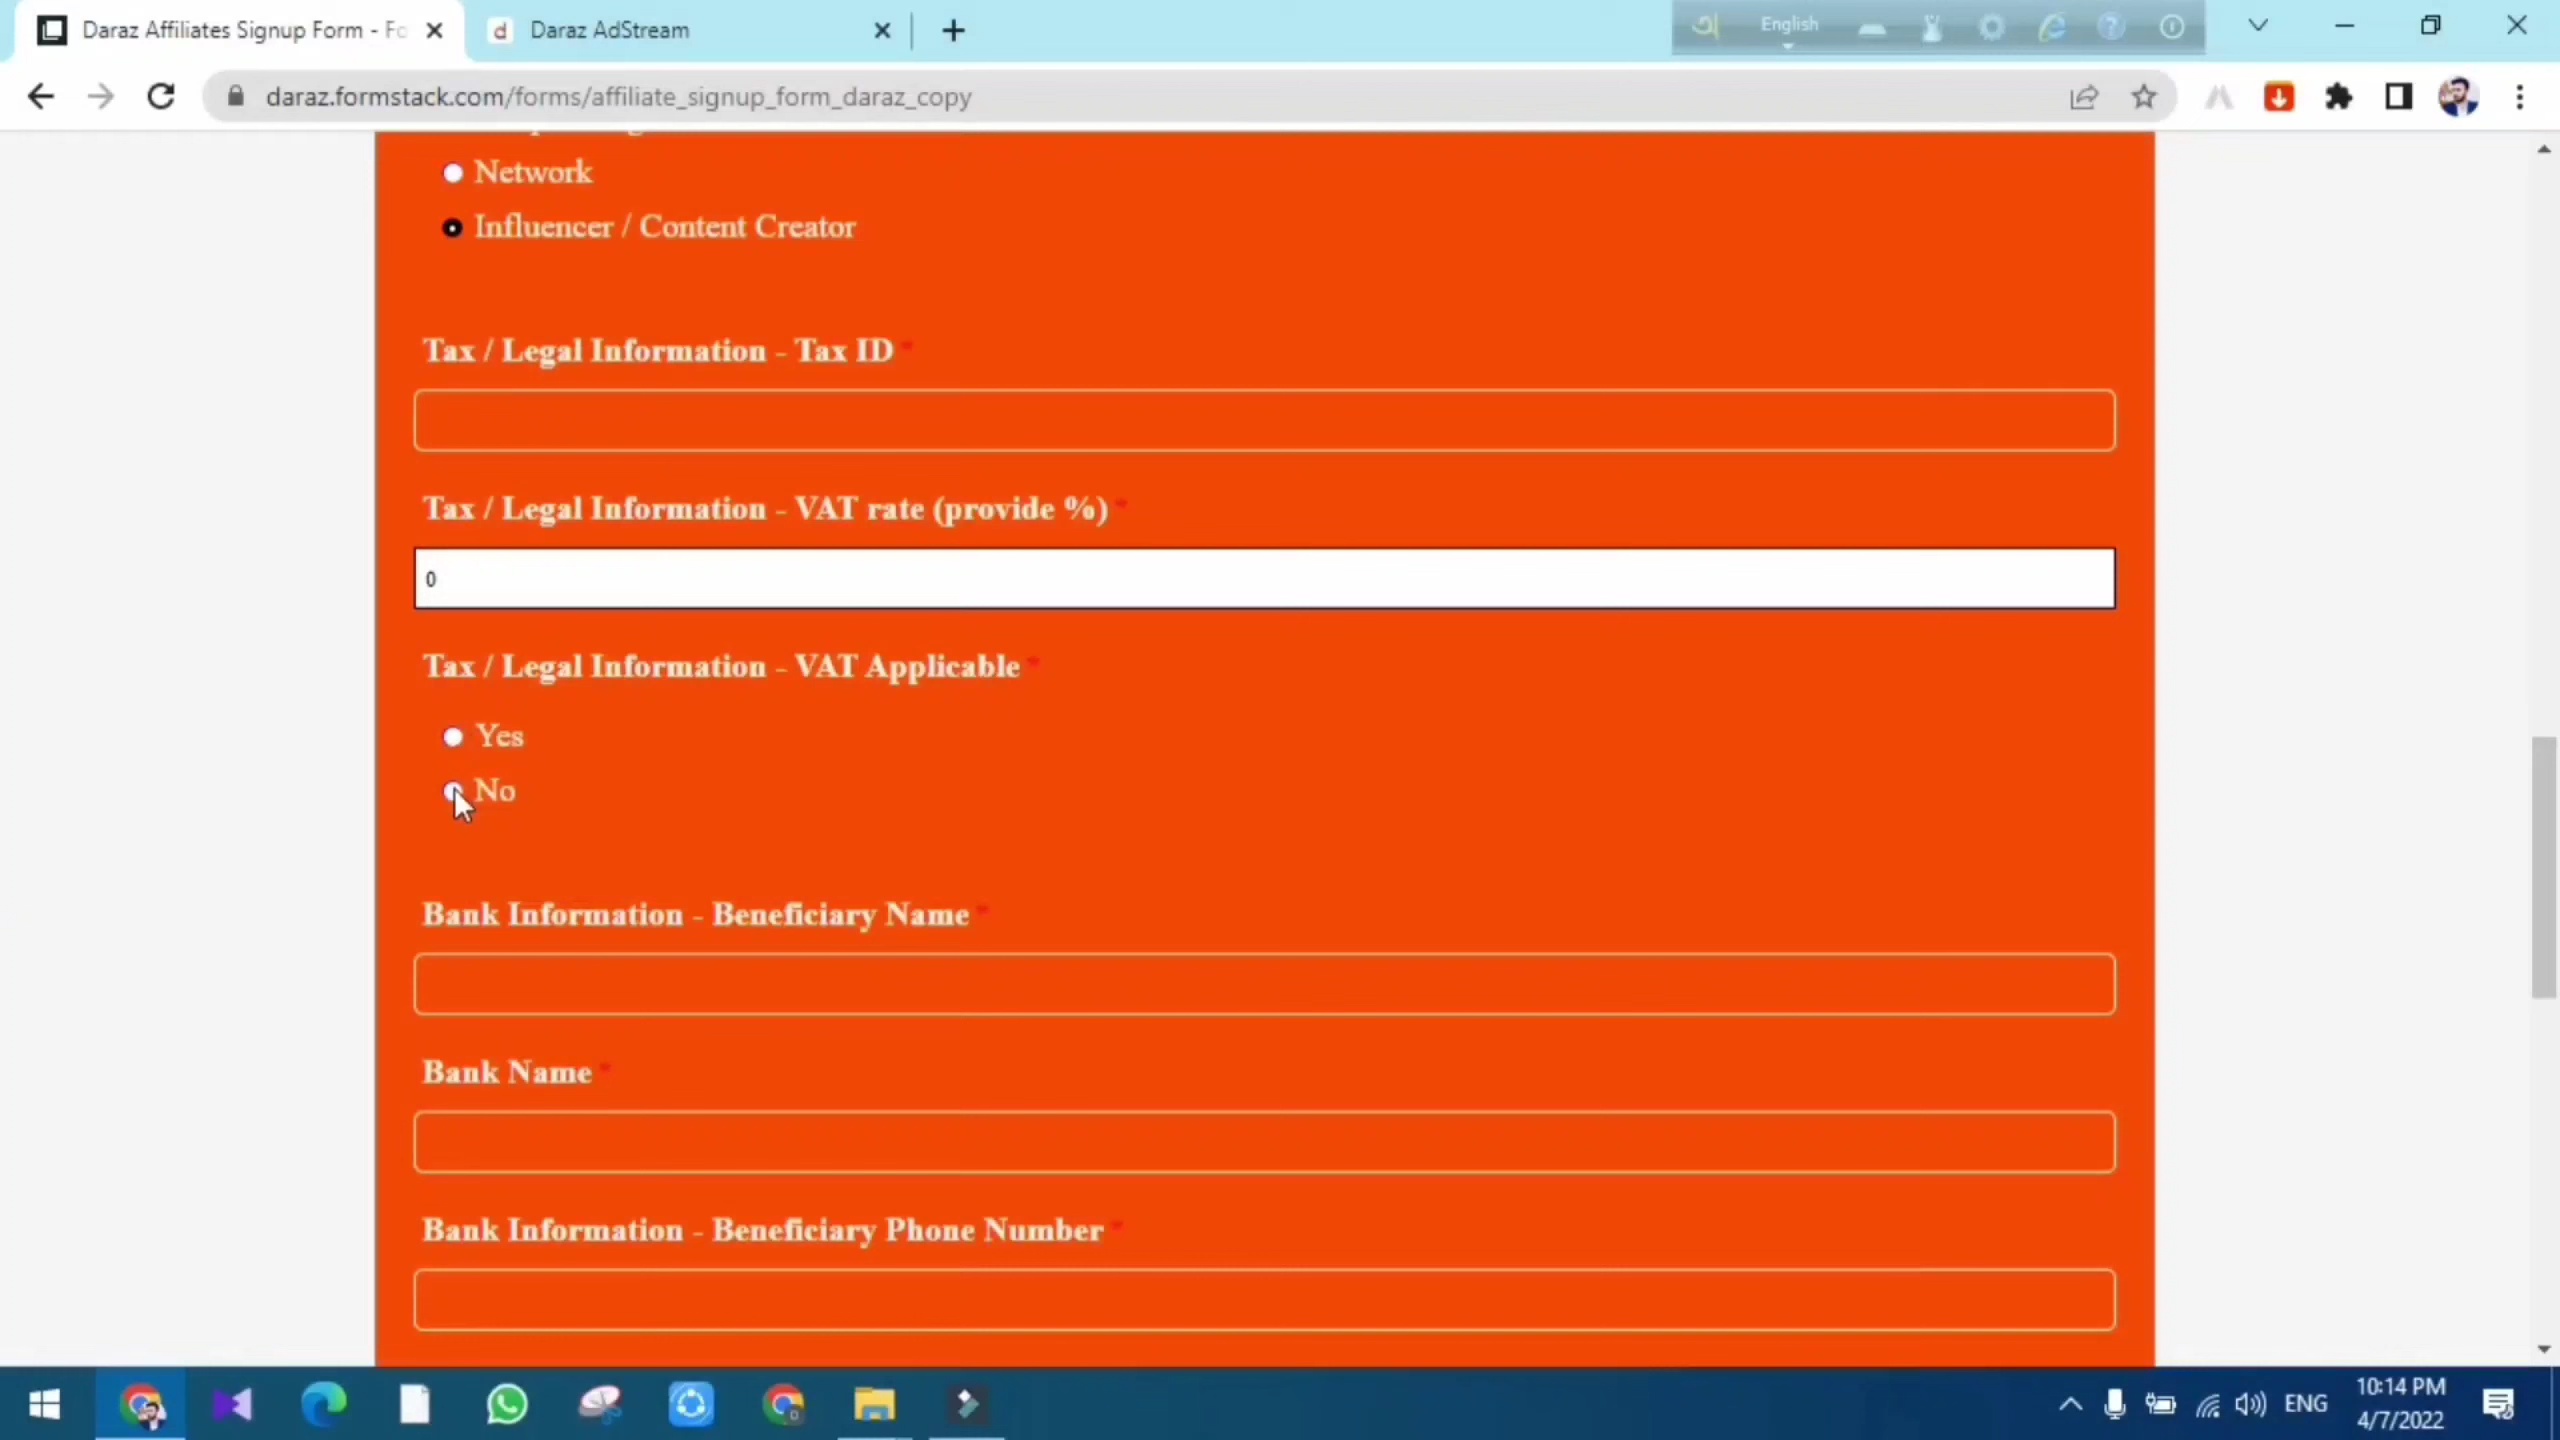 Daraz Affiliates Signup Form - Fo
Daraz AdStream
English
daraz.formstack.com/forms/affiliate_signup_form_daraz_copy
Network
Influencer / Content Creator
Tax / Legal Information - Tax ID *
Tax / Legal Information - VAT rate (provide %) *
0
Tax / Legal Information - VAT Applicable *
Yes
No
Bank Information - Beneficiary Name *
Bank Name *
Bank Information - Beneficiary Phone Number *
ENG
10:14 PM
4/7/2022